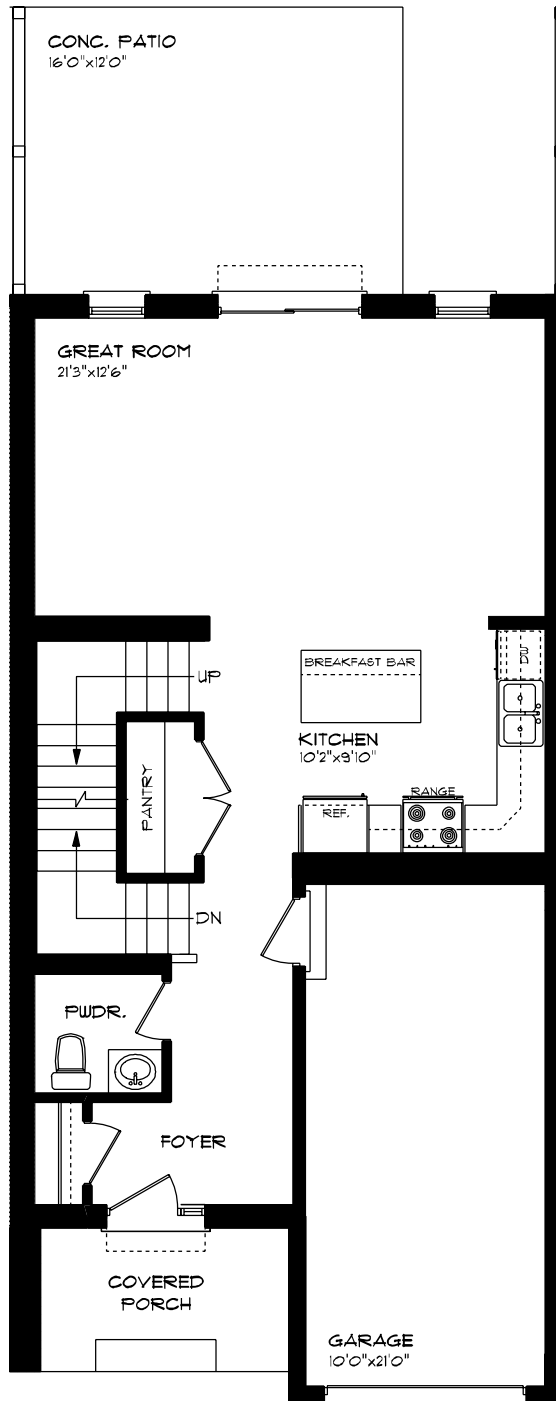 CONC. PATIO
16'0"x12'0"
GREAT ROOM
21'3"x12'6"
UP
BREAKFAST BAR
DW
KITCHEN
10'2"x9'10"
PANTRY
RANGE
REF.
DN
PWDR.
FOYER
COVERED
PORCH
GARAGE
10'0"x21'0"